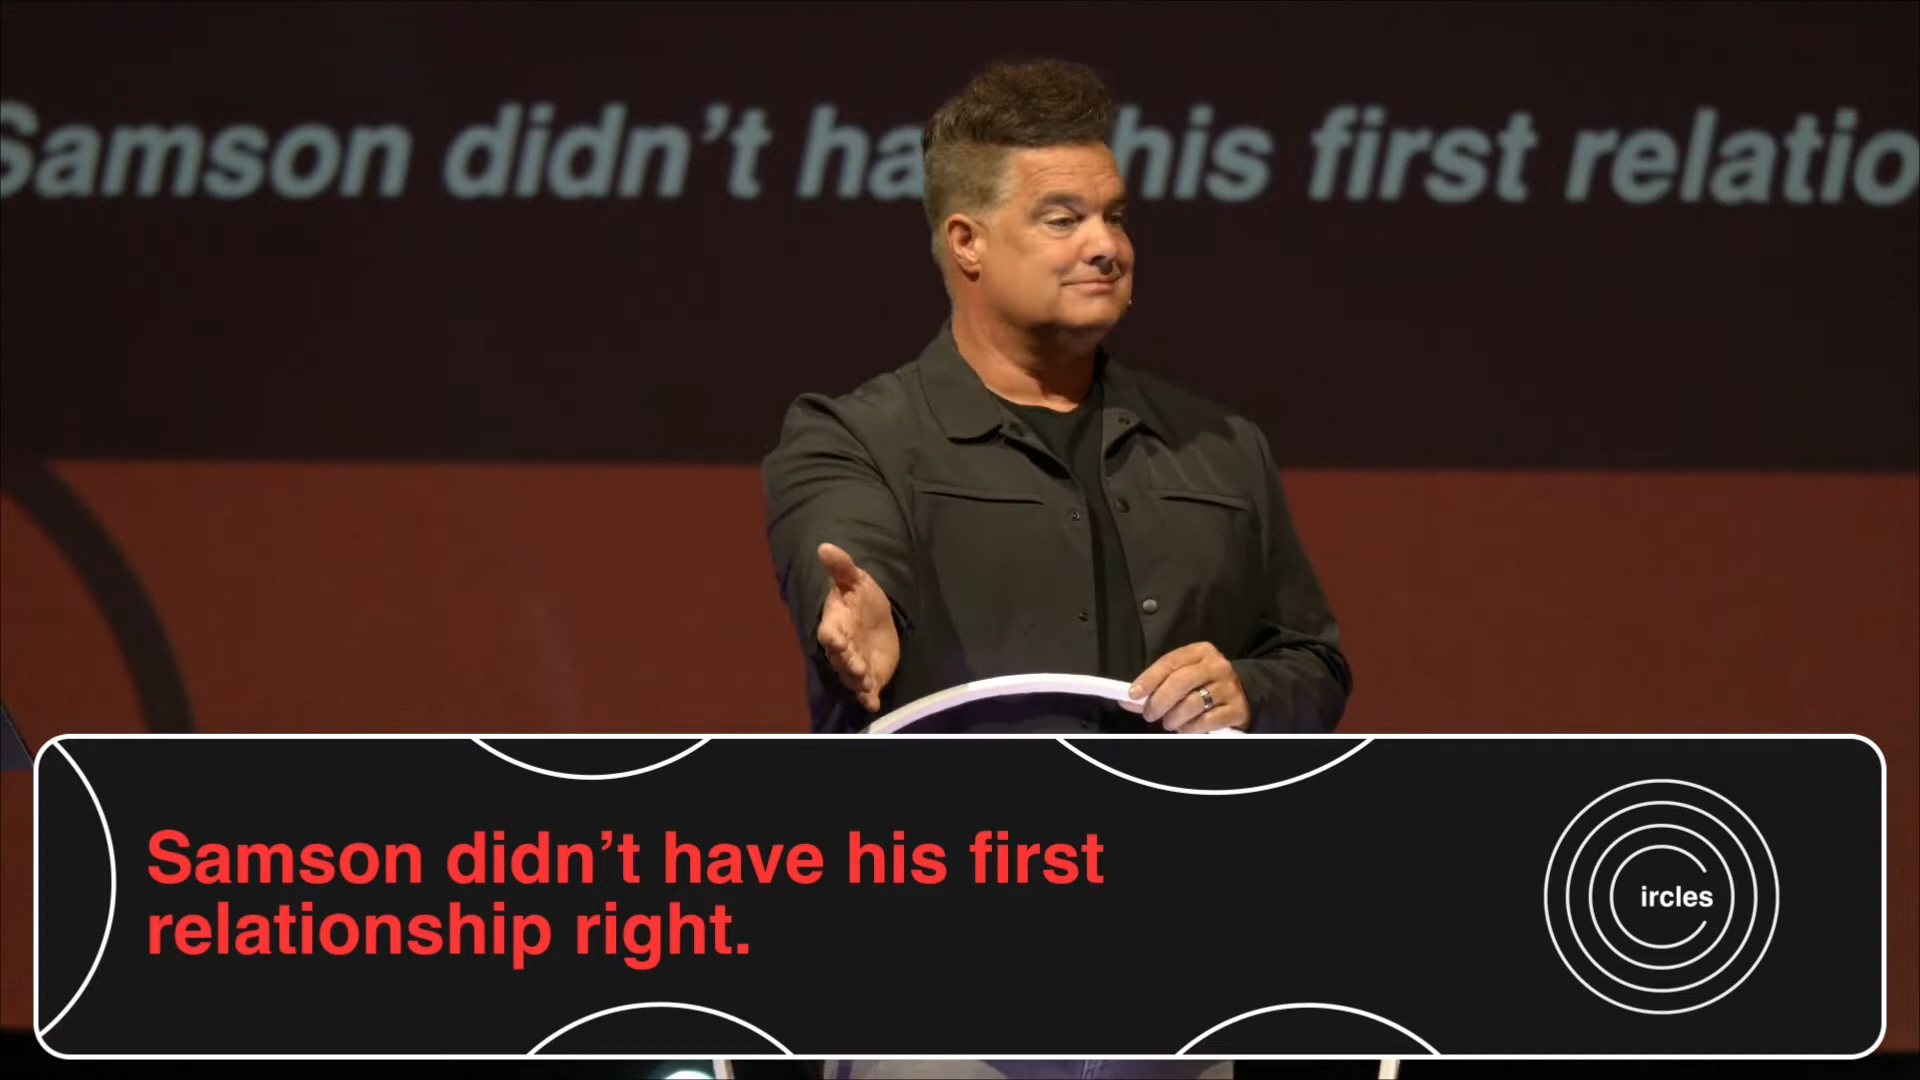 Samson didn't ha his first relatio
Samson didn't have his first
relationship right.
ircles